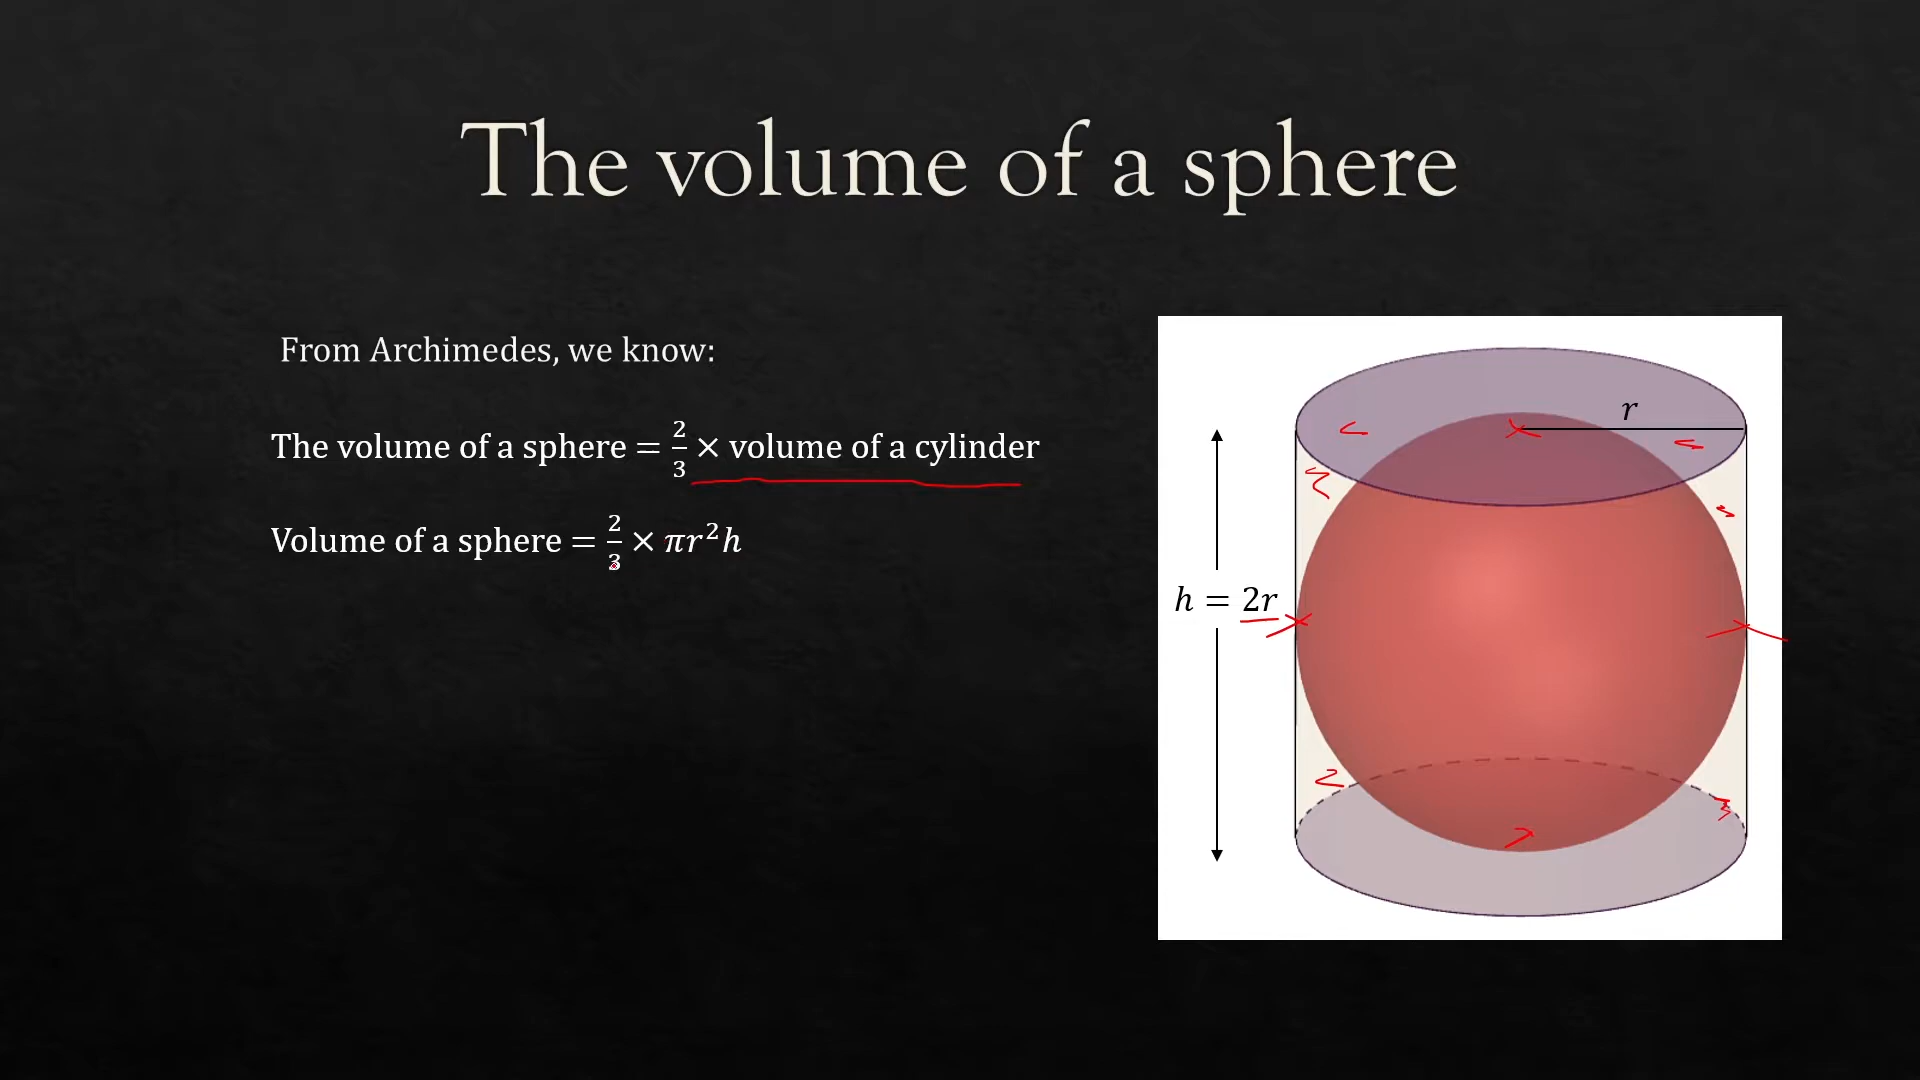 The volume of a sphere
From Archimedes, we know:
The volume of a sphere = 2/3 × volume of a cylinder
Volume of a sphere = 2/3 × πr²h
r
h = 2r